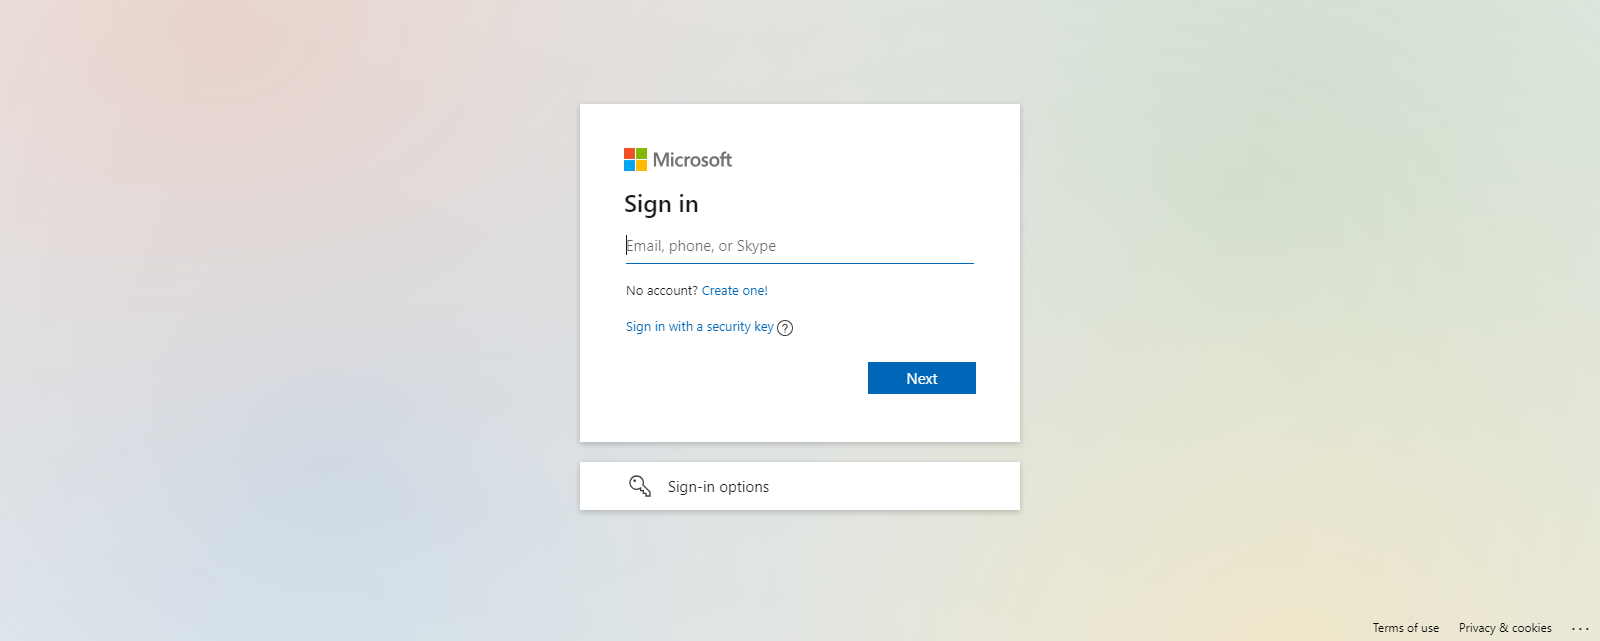 Microsoft
Sign in
Email, phone, or Skype
No account? Create one!
Sign in with a security key ?
Next
Sign-in options
Terms of use Privacy & cookies ...